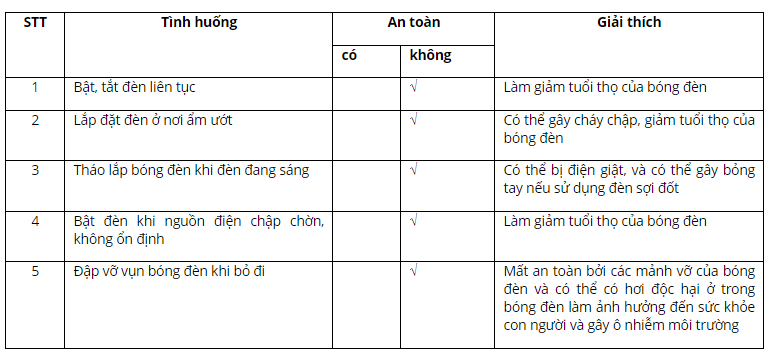 STT Tình huống An toàn Giải thích
có không
1 Bật, tắt đèn liên tục √ Làm giảm tuổi thọ của bóng đèn
2 Lắp đặt đèn ở nơi ẩm ướt √ Có thể gây cháy chập, giảm tuổi thọ của
bóng đèn
3 Tháo lắp bóng đèn khi đèn đang sáng √ Có thể bị điện giật, và có thể gây bỏng
tay nếu sử dụng đèn sợi đốt
4 Bật đèn khi nguồn điện chập chờn, √ Làm giảm tuổi thọ của bóng đèn
không ổn định
5 Đập vỡ vụn bóng đèn khi bỏ đi √ Mất an toàn bởi các mảnh vỡ của bóng
đèn và có thể có hơi độc hại ở trong
bóng đèn làm ảnh hưởng đến sức khỏe
con người và gây ô nhiễm môi trường